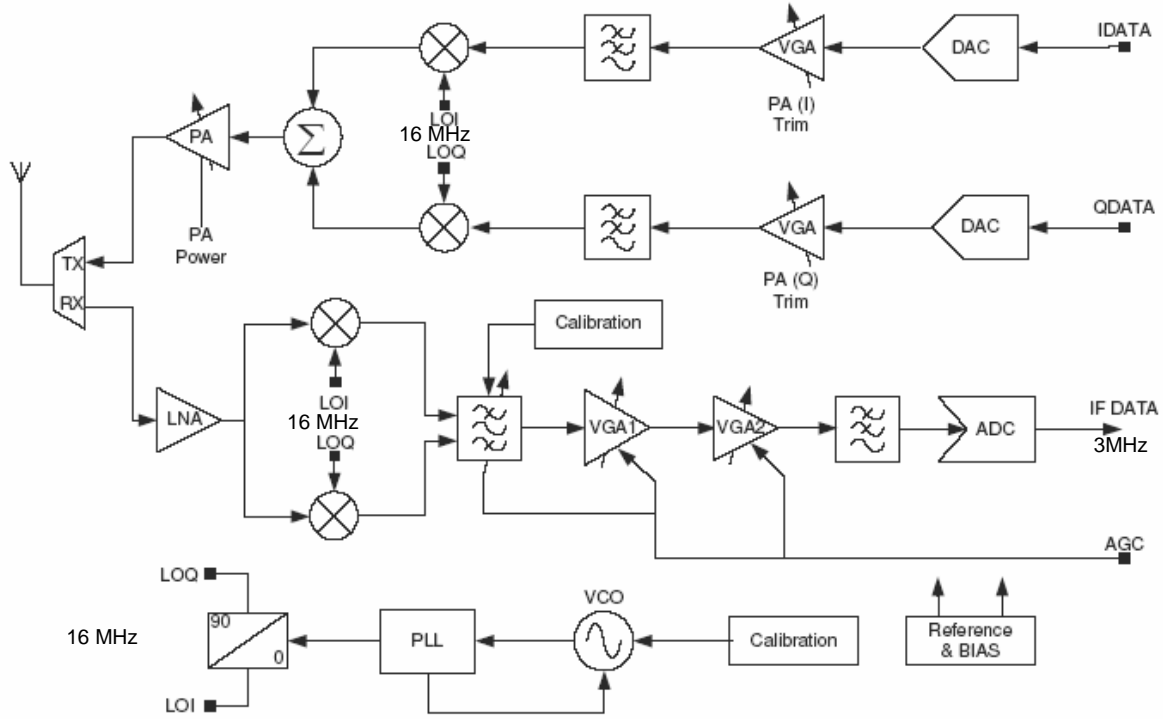 IDATA
DAC
VGA
PA (I)
Trim
LOI
16 MHz
LOQ
PA
Σ
PA
Power
QDATA
DAC
VGA
PA (Q)
Trim
TX
RX
Calibration
LNA
LOI
16 MHz
LOQ
VGA1
VGA2
ADC
IF DATA
3MHz
AGC
LOQ
16 MHz
90
0
LOI
PLL
VCO
Calibration
Reference
& BIAS